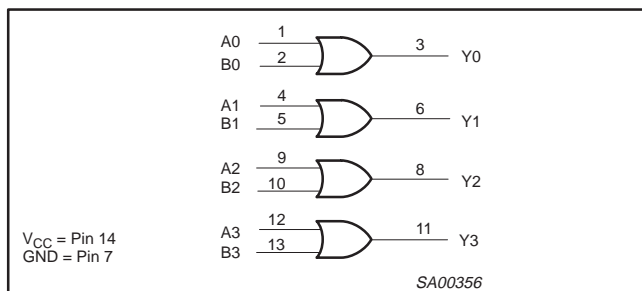 A0 1 3 Y0
B0 2
A1 4 6 Y1
B1 5
A2 9 8 Y2
B2 10
A3 12 11 Y3
B3 13
VCC = Pin 14
GND = Pin 7
SA00356